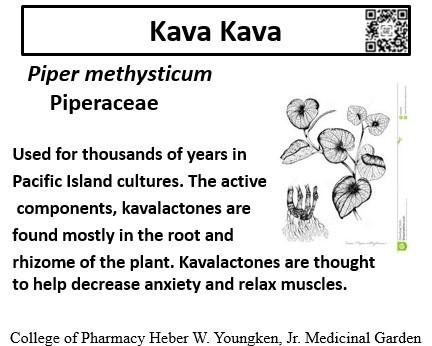 Kava Kava
Piper methysticum
Piperaceae
Used for thousands of years in
Pacific Island cultures. The active
components, kavalactones are
found mostly in the root and
rhizome of the plant. Kavalactones are thought
to help decrease anxiety and relax muscles.
College of Pharmacy Heber W. Youngken, Jr. Medicinal Garden